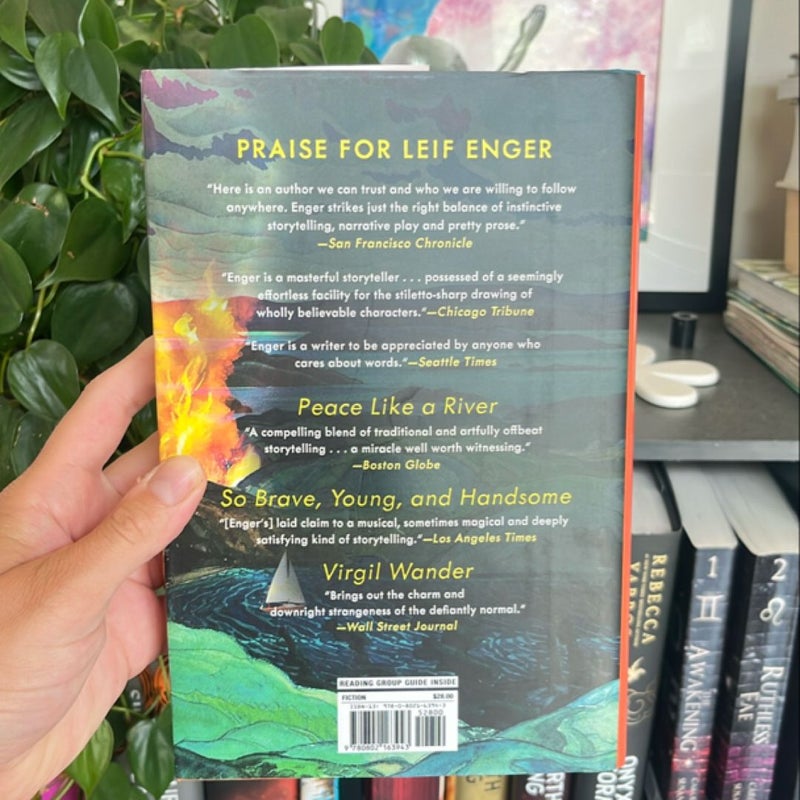 PRAISE FOR LEIF ENGER
“Here is an author we can trust and who we are willing to follow
anywhere. Enger strikes just the right balance of instinctive
storytelling, narrative play and pretty prose.”
—San Francisco Chronicle
“Enger is a masterful storyteller . . . possessed of a seemingly
effortless facility for the stiletto-sharp drawing of
wholly believable characters.”—Chicago Tribune
“Enger is a writer to be appreciated by anyone who
cares about words.”—Seattle Times
Peace Like a River
“A compelling blend of traditional and artfully offbeat
storytelling . . . a miracle well worth witnessing.”
—Boston Globe
So Brave, Young, and Handsome
“[Enger’s] laid claim to a musical, sometimes magical and deeply
satisfying kind of storytelling.”—Los Angeles Times
Virgil Wander
“Brings out the charm and
downright strangeness of the defiantly normal.”
—Wall Street Journal
READING GROUP GUIDE INSIDE
FICTION $28.00
52800
9 780802 163943
REBECCA
1
AWAKENING
2
RUTHLESS